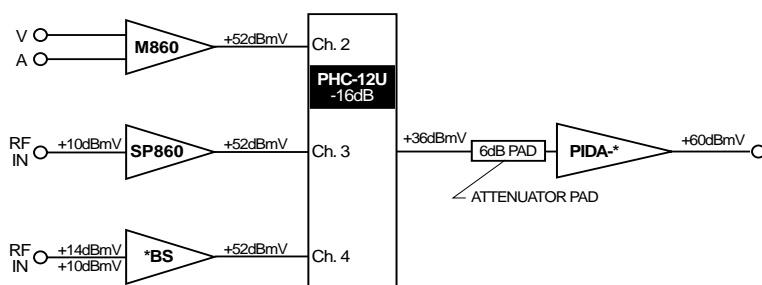 V
A
M860
+52dBmV
Ch. 2
PHC-12U
-16dB
RF
IN
+10dBmV
SP860
+52dBmV
Ch. 3
+36dBmV
6dB PAD
PIDA-*
+60dBmV
ATTENUATOR PAD
RF
IN
+14dBmV
+10dBmV
*BS
+52dBmV
Ch. 4